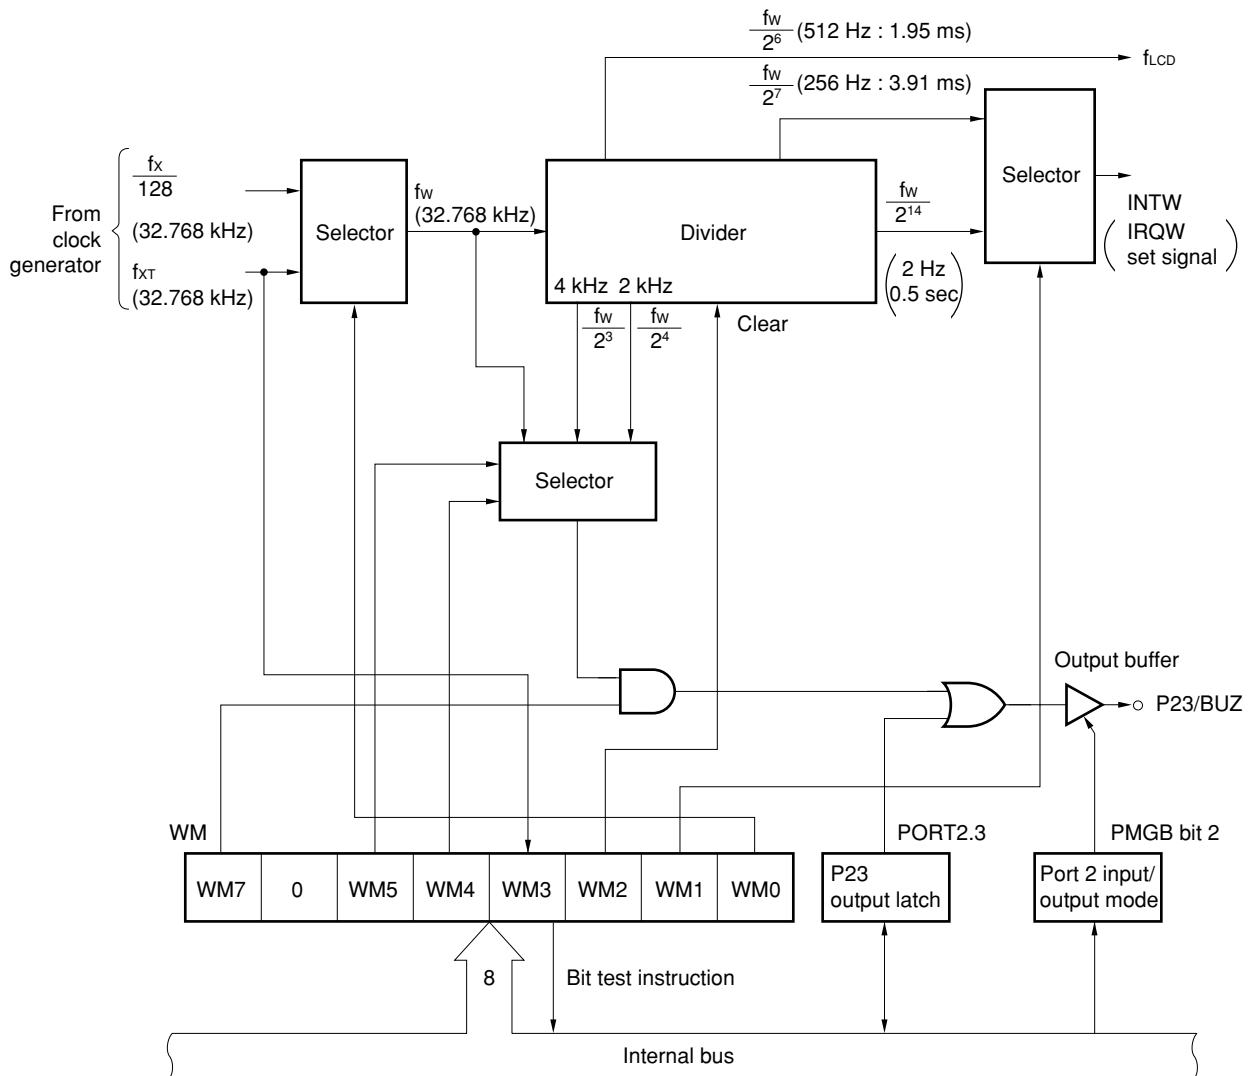 fW/2^6 (512 Hz : 1.95 ms)
fLCD
fW/2^7 (256 Hz : 3.91 ms)
From
clock
generator
fX/128
(32.768 kHz)
fXT
(32.768 kHz)
Selector
fW
(32.768 kHz)
Divider
4 kHz 2 kHz
fW/2^14
(2 Hz
0.5 sec)
Selector
INTW
(IRQW
set signal)
fW/2^3
fW/2^4
Clear
Selector
Output buffer
P23/BUZ
WM
PORT2.3
PMGB bit 2
WM7 0 WM5 WM4 WM3 WM2 WM1 WM0
P23
output latch
Port 2 input/
output mode
8
Bit test instruction
Internal bus